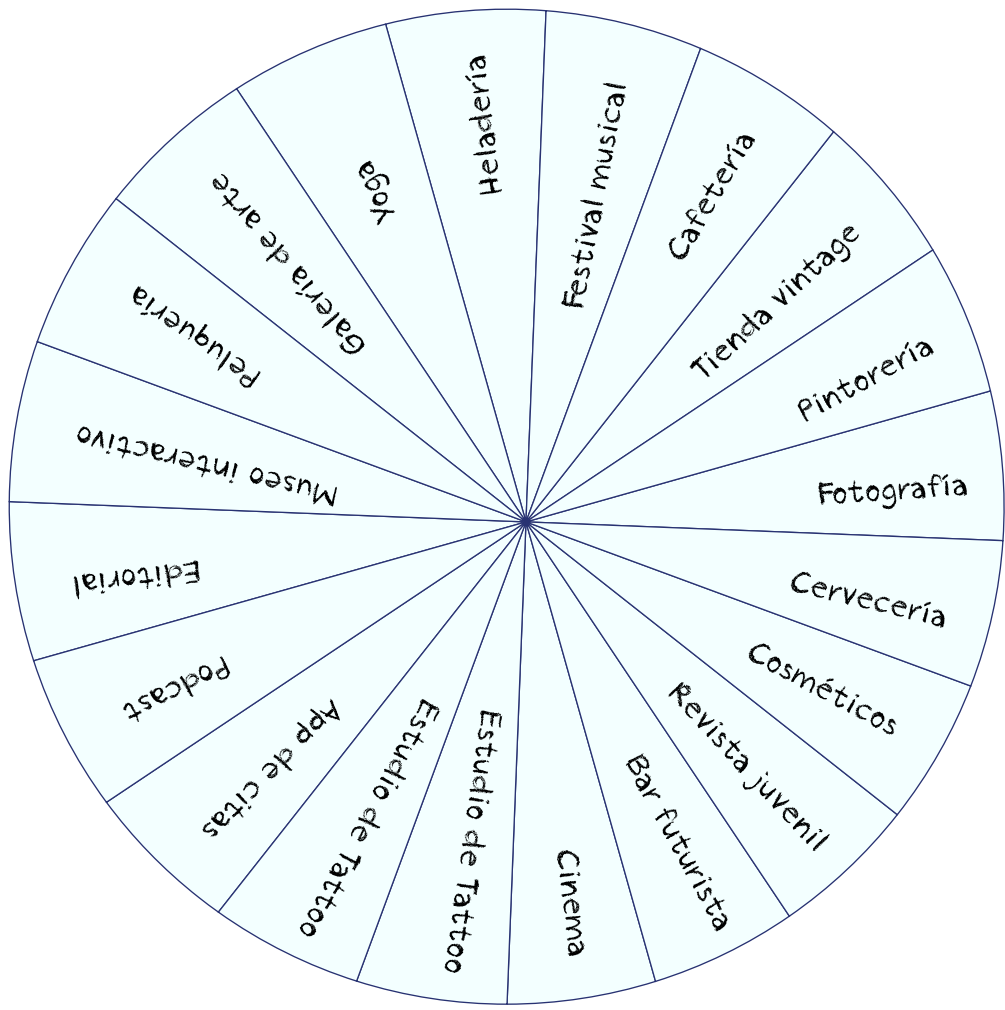 Heladería
Festival musical
Cafetería
Tienda vintage
Pintorería
Fotografía
Cervecería
Cosméticos
Revista juvenil
Bar futurista
Cinema
Estudio de Tattoo
Estudio de Tattoo
App de citas
Podcast
Editorial
Museo interactivo
Peluquería
Galería de arte
Yoga